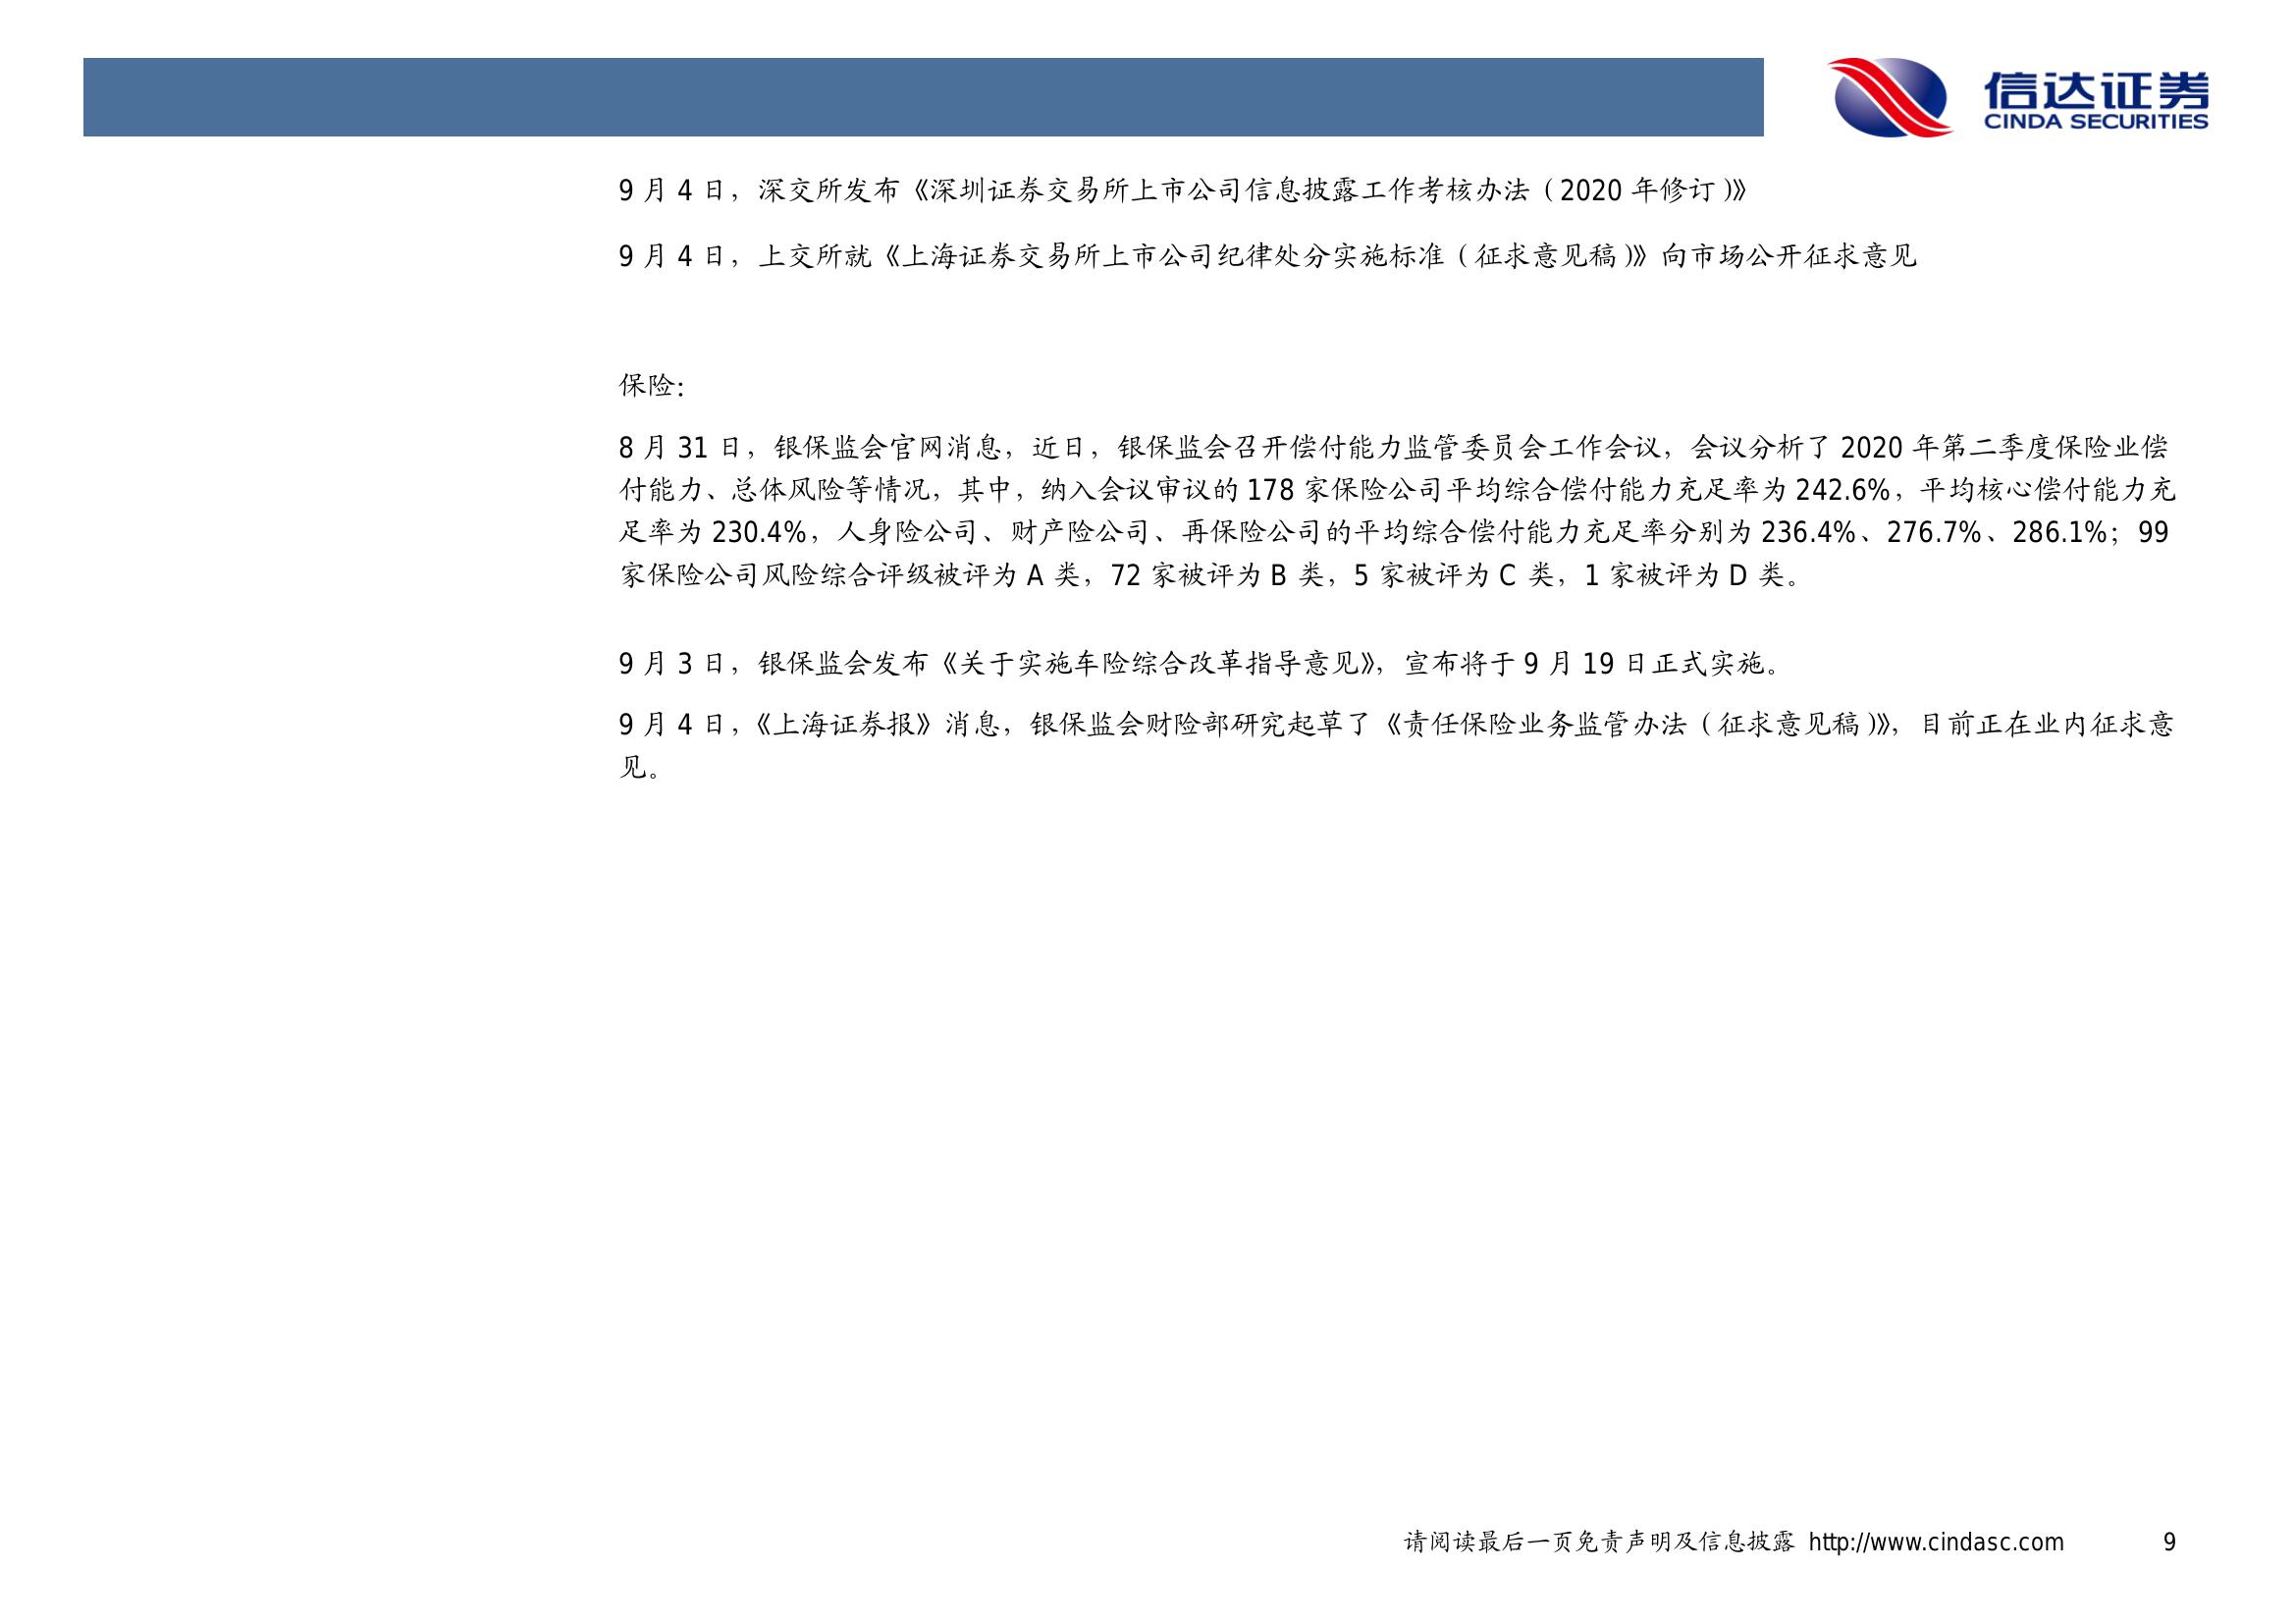 信达证券
CINDA SECURITIES
9 月 4 日，深交所发布《深圳证券交易所上市公司信息披露工作考核办法（2020 年修订）》
9 月 4 日，上交所就《上海证券交易所上市公司纪律处分实施标准（征求意见稿）》向市场公开征求意见
保险：
8 月 31 日，银保监会官网消息，近日，银保监会召开偿付能力监管委员会工作会议，会议分析了 2020 年第二季度保险业偿
付能力、总体风险等情况，其中，纳入会议审议的 178 家保险公司平均综合偿付能力充足率为 242.6%，平均核心偿付能力充
足率为 230.4%，人身险公司、财产险公司、再保险公司的平均综合偿付能力充足率分别为 236.4%、276.7%、286.1%；99
家保险公司风险综合评级被评为 A 类，72 家被评为 B 类，5 家被评为 C 类，1 家被评为 D 类。
9 月 3 日，银保监会发布《关于实施车险综合改革指导意见》，宣布将于 9 月 19 日正式实施。
9 月 4 日，《上海证券报》消息，银保监会财险部研究起草了《责任保险业务监管办法（征求意见稿）》，目前正在业内征求意
见。
请阅读最后一页免责声明及信息披露 http://www.cindasc.com 9